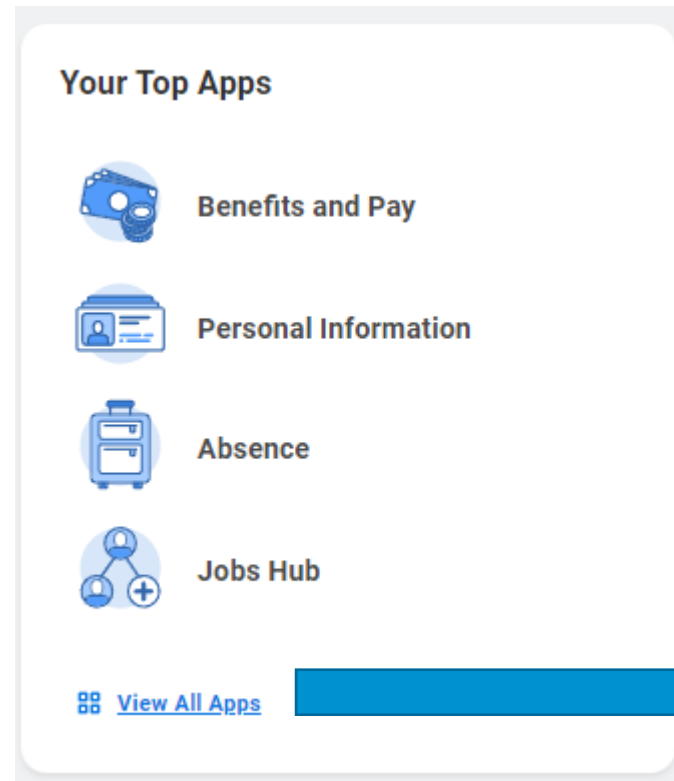 Your Top Apps
Benefits and Pay
Personal Information
Absence
Jobs Hub
View All Apps